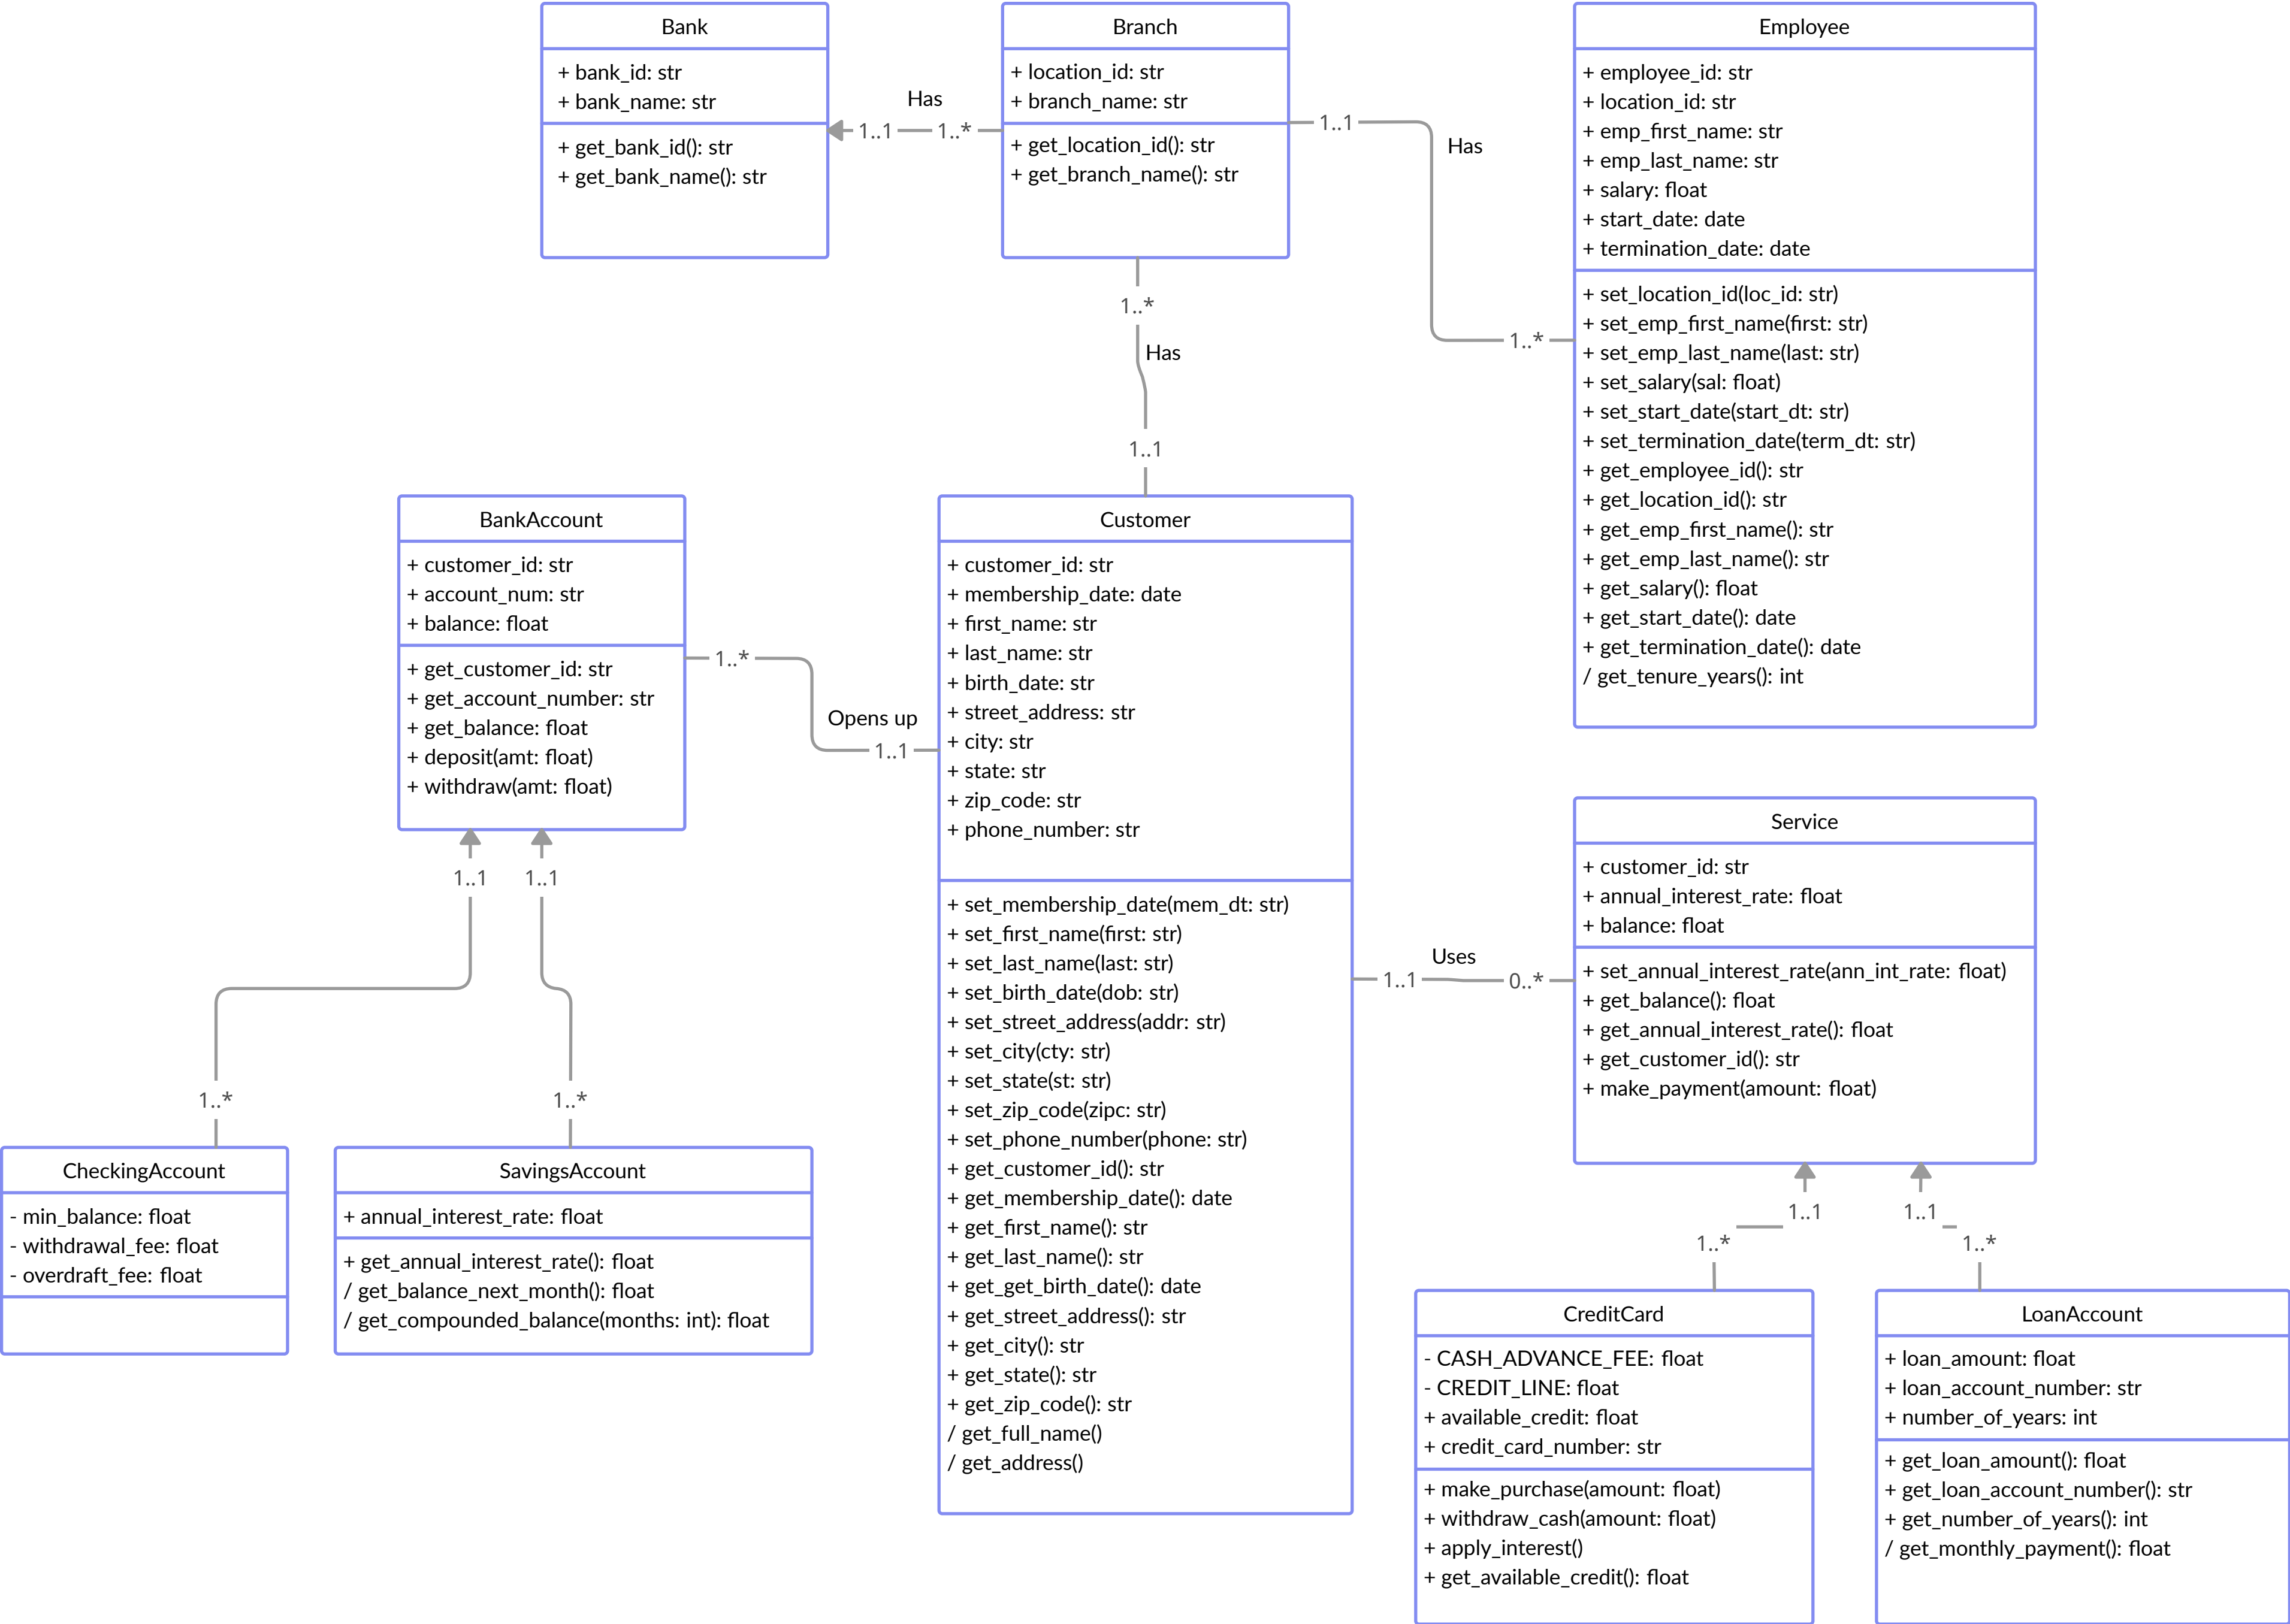 Bank
+ bank_id: str
+ bank_name: str
+ get_bank_id(): str
+ get_bank_name(): str
Has
1..1
1..*
Branch
+ location_id: str
+ branch_name: str
+ get_location_id(): str
+ get_branch_name(): str
1..1
Has
1..*
Employee
+ employee_id: str
+ location_id: str
+ emp_first_name: str
+ emp_last_name: str
+ salary: float
+ start_date: date
+ termination_date: date
+ set_location_id(loc_id: str)
+ set_emp_first_name(first: str)
+ set_emp_last_name(last: str)
+ set_salary(sal: float)
+ set_start_date(start_dt: str)
+ set_termination_date(term_dt: str)
+ get_employee_id(): str
+ get_location_id(): str
+ get_emp_first_name(): str
+ get_emp_last_name(): str
+ get_salary(): float
+ get_start_date(): date
+ get_termination_date(): date
/ get_tenure_years(): int
1..*
Has
1..1
BankAccount
+ customer_id: str
+ account_num: str
+ balance: float
+ get_customer_id: str
+ get_account_number: str
+ get_balance: float
+ deposit(amt: float)
+ withdraw(amt: float)
1..*
Opens up
1..1
Customer
+ customer_id: str
+ membership_date: date
+ first_name: str
+ last_name: str
+ birth_date: str
+ street_address: str
+ city: str
+ state: str
+ zip_code: str
+ phone_number: str
+ set_membership_date(mem_dt: str)
+ set_first_name(first: str)
+ set_last_name(last: str)
+ set_birth_date(dob: str)
+ set_street_address(addr: str)
+ set_city(cty: str)
+ set_state(st: str)
+ set_zip_code(zipc: str)
+ set_phone_number(phone: str)
+ get_customer_id(): str
+ get_membership_date(): date
+ get_first_name(): str
+ get_last_name(): str
+ get_get_birth_date(): date
+ get_street_address(): str
+ get_city(): str
+ get_state(): str
+ get_zip_code(): str
/ get_full_name()
/ get_address()
Uses
1..1
0..*
Service
+ customer_id: str
+ annual_interest_rate: float
+ balance: float
+ set_annual_interest_rate(ann_int_rate: float)
+ get_balance(): float
+ get_annual_interest_rate(): float
+ get_customer_id(): str
+ make_payment(amount: float)
1..1
1..1
1..*
1..*
CheckingAccount
- min_balance: float
- withdrawal_fee: float
- overdraft_fee: float
SavingsAccount
+ annual_interest_rate: float
+ get_annual_interest_rate(): float
/ get_balance_next_month(): float
/ get_compounded_balance(months: int): float
1..1
1..1
1..*
1..*
CreditCard
- CASH_ADVANCE_FEE: float
- CREDIT_LINE: float
+ available_credit: float
+ credit_card_number: str
+ make_purchase(amount: float)
+ withdraw_cash(amount: float)
+ apply_interest()
+ get_available_credit(): float
LoanAccount
+ loan_amount: float
+ loan_account_number: str
+ number_of_years: int
+ get_loan_amount(): float
+ get_loan_account_number(): str
+ get_number_of_years(): int
/ get_monthly_payment(): float